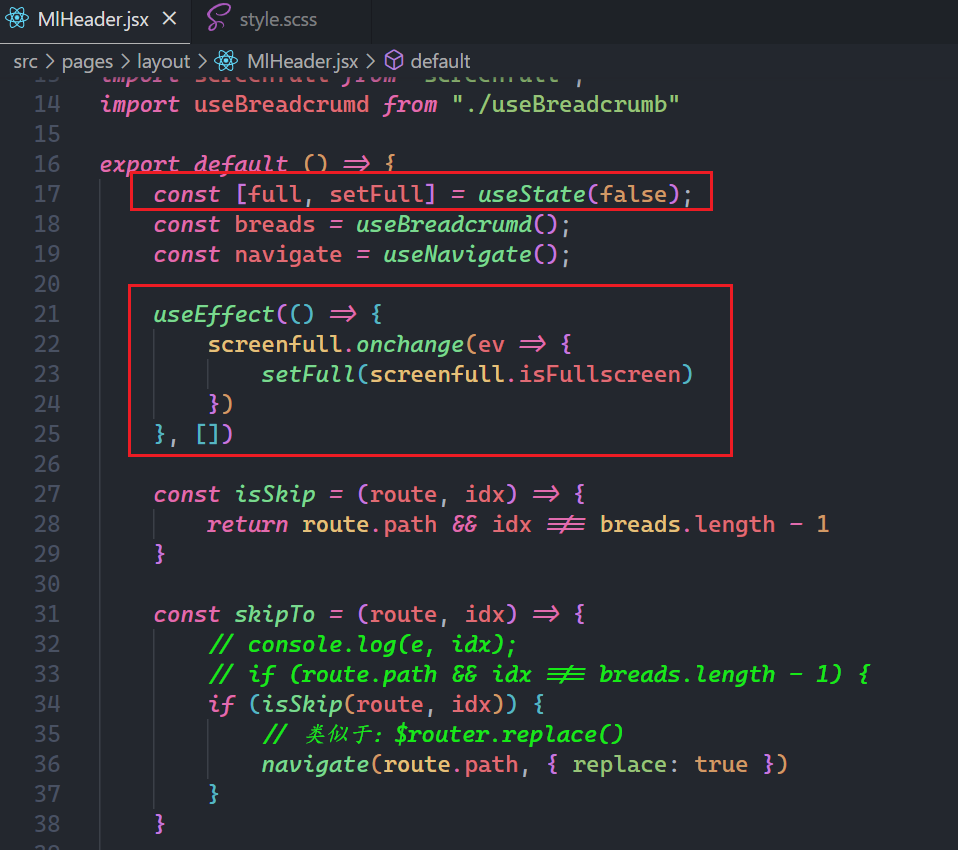 MlHeader.jsx ✕ style.scss
src > pages > layout > MlHeader.jsx > default
13 import screenfull from "screenfull";
14 import useBreadcrumd from "./useBreadcrumb"
15
16 export default () => {
17 const [full, setFull] = useState(false);
18 const breads = useBreadcrumd();
19 const navigate = useNavigate();
20
21 useEffect(() => {
22 screenfull.onchange(ev => {
23 setFull(screenfull.isFullscreen)
24 })
25 }, [])
26
27 const isSkip = (route, idx) => {
28 return route.path && idx !== breads.length - 1
29 }
30
31 const skipTo = (route, idx) => {
32 // console.log(e, idx);
33 // if (route.path && idx !== breads.length - 1) {
34 if (isSkip(route, idx)) {
35 // 类似于: $router.replace()
36 navigate(route.path, { replace: true })
37 }
38 }